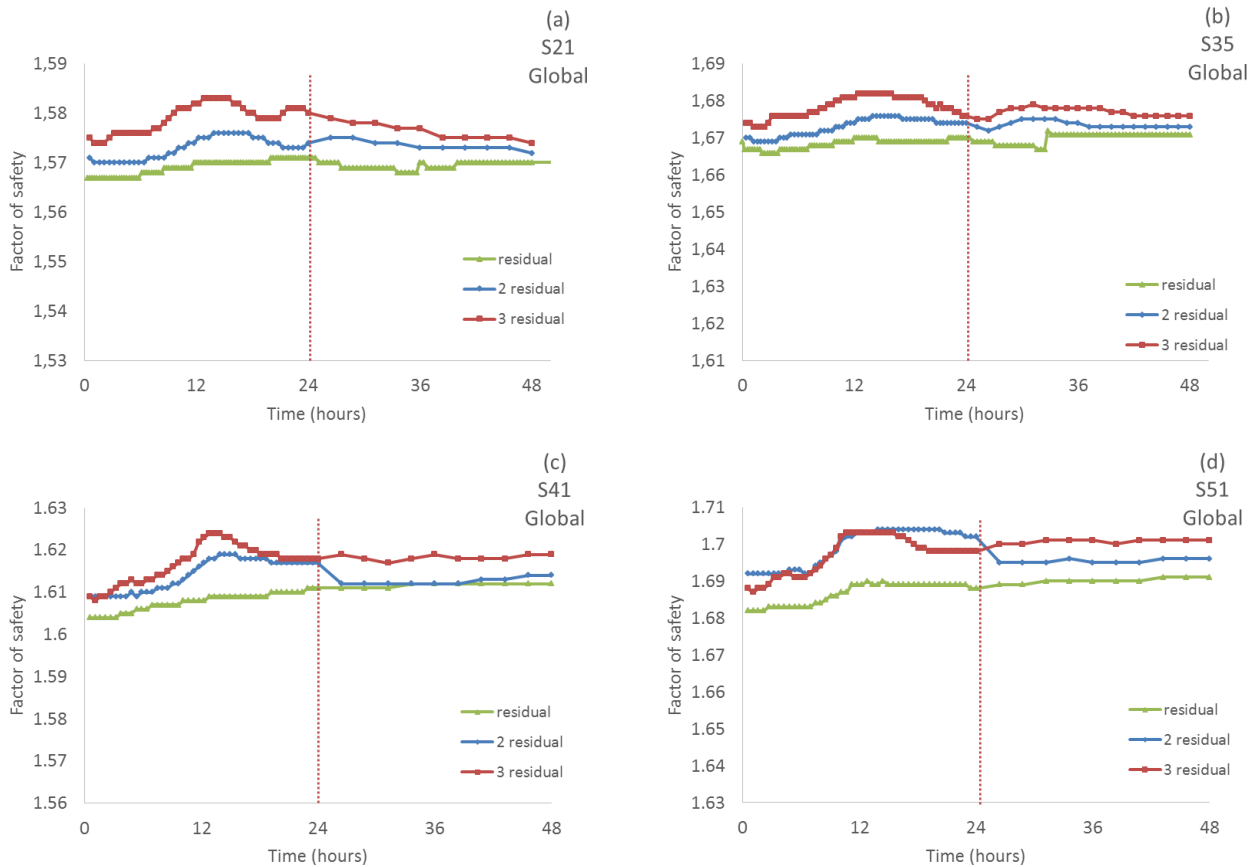 (a)
S21
Global
1,59
1,58
1,57
1,56
1,55
1,54
1,53
Factor of safety
residual
2 residual
3 residual
0 12 24 36 48
Time (hours)
(b)
S35
Global
1,69
1,68
1,67
1,66
1,65
1,64
1,63
1,62
1,61
Factor of safety
residual
2 residual
3 residual
0 12 24 36 48
Time (hours)
(c)
S41
Global
1.63
1.62
1.61
1.6
1.59
1.58
1.57
1.56
Factor of safety
residual
2 residual
3 residual
0 12 24 36 48
Time (hours)
(d)
S51
Global
1.71
1.7
1.69
1.68
1.67
1.66
1.65
1.64
1.63
Factor of safety
residual
2 residual
3 residual
0 12 24 36 48
Time (hours)